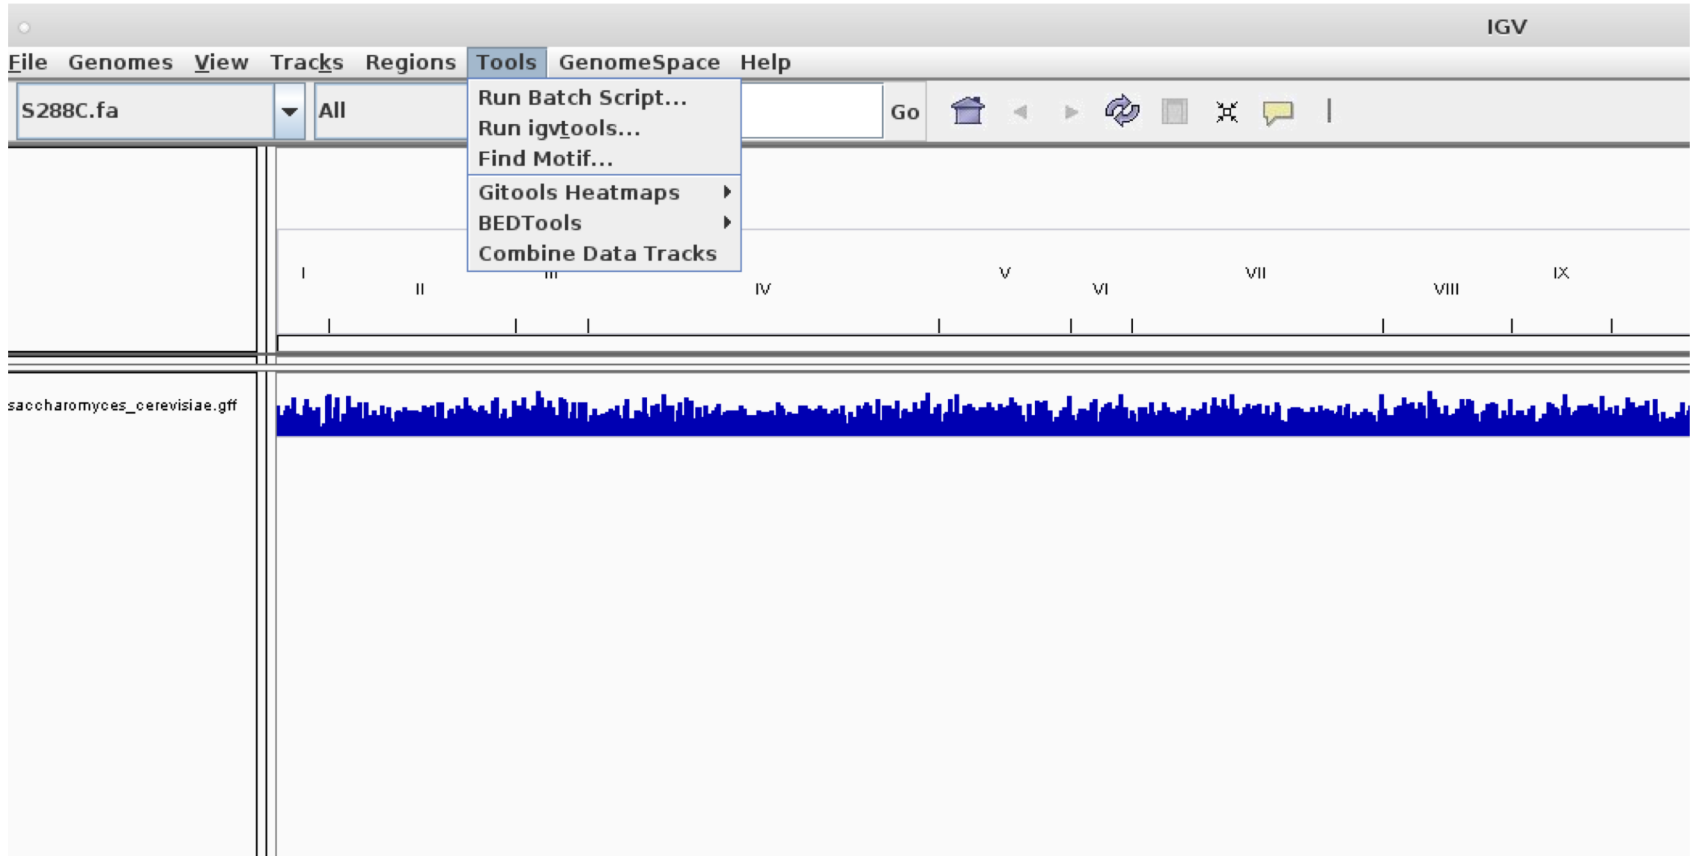 IGV
File Genomes View Tracks Regions Tools GenomeSpace Help
S288C.fa All Go
Run Batch Script...
Run igvtools...
Find Motif...
Gitools Heatmaps
BEDTools
Combine Data Tracks
I III V VII IX
II IV VI VIII
saccharomyces_cerevisiae.gff